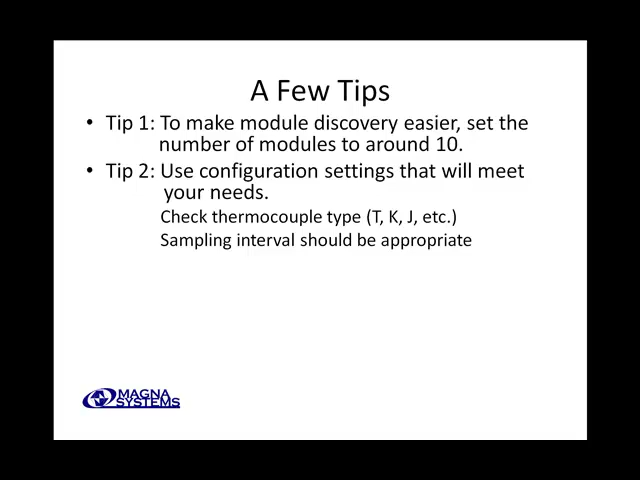 A Few Tips
• Tip 1: To make module discovery easier, set the
number of modules to around 10.
• Tip 2: Use configuration settings that will meet
your needs.
Check thermocouple type (T, K, J, etc.)
Sampling interval should be appropriate
MAGNA
SYSTEMS